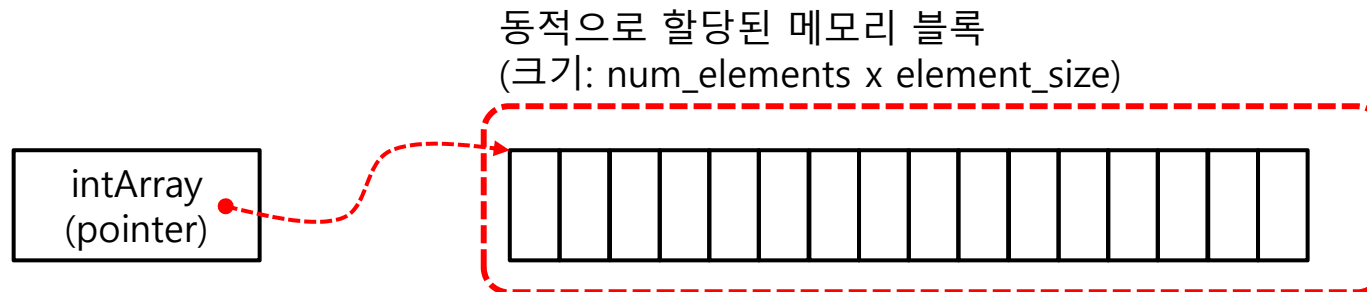 동적으로 할당된 메모리 블록
(크기: num_elements x element_size)
intArray
(pointer)